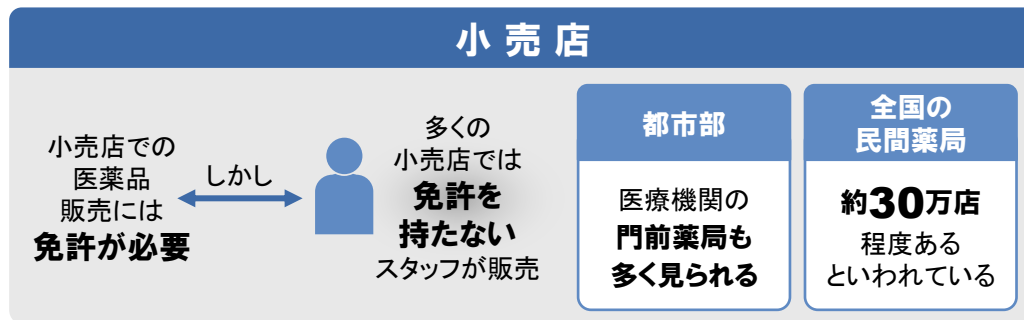 小売店
小売店での
医薬品
販売には
免許が必要
しかし
多くの
小売店では
免許を
持たない
スタッフが販売
都市部
医療機関の
門前薬局も
多く見られる
全国の
民間薬局
約30万店
程度ある
といわれている